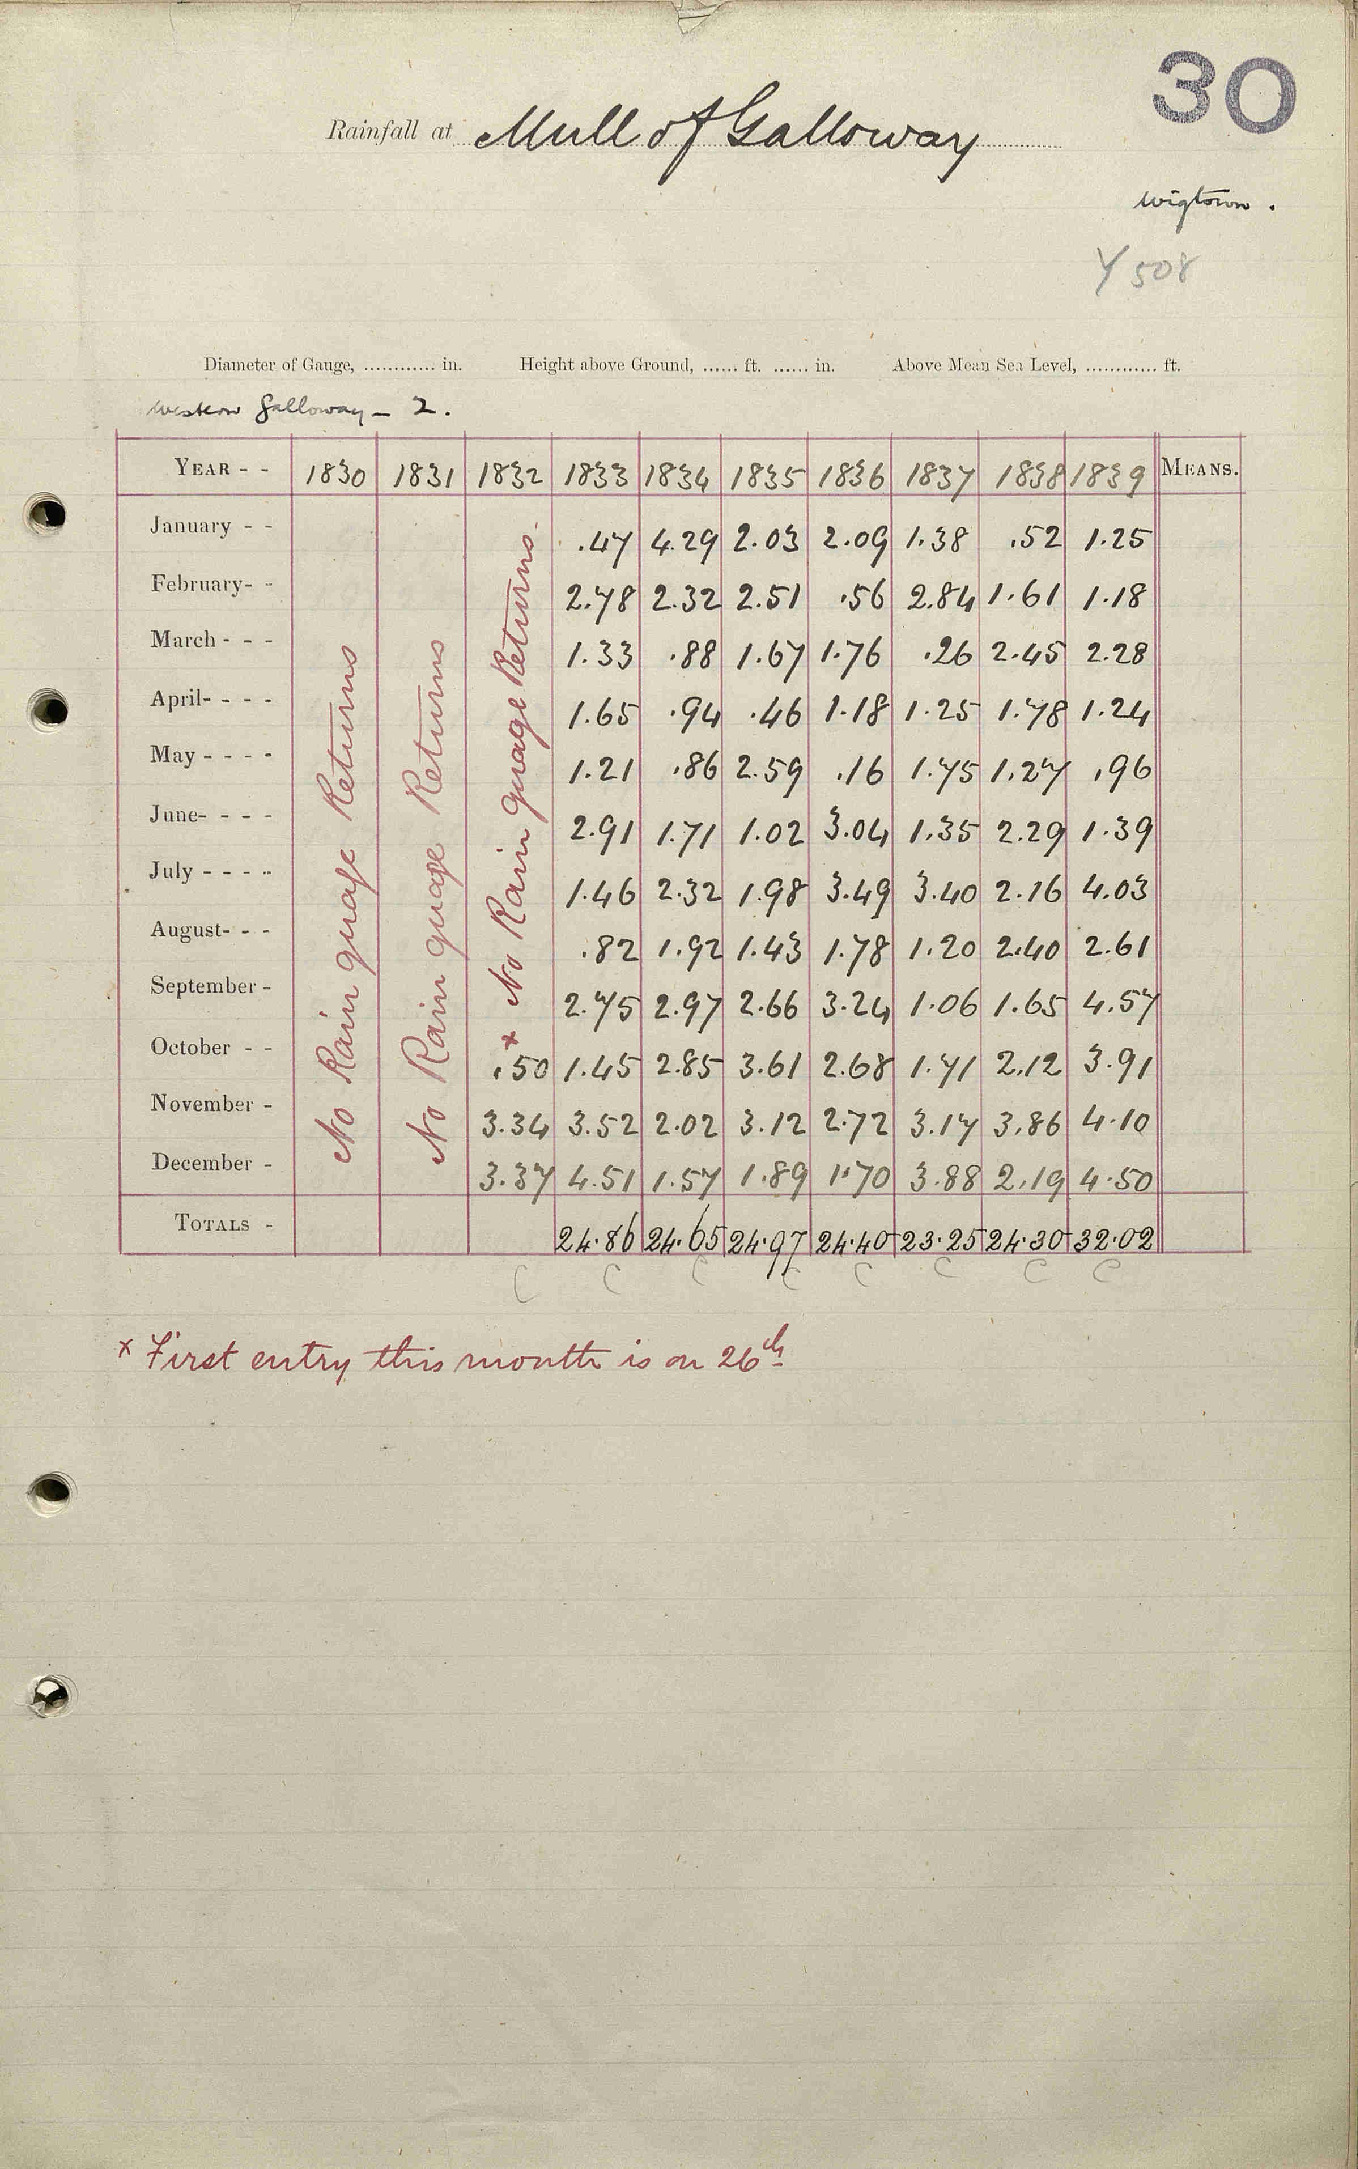 30
Rainfall at Mull of Galloway
Wigtown.
Y 508
Diameter of Gauge, ............ in. Height above Ground, ...... ft. ...... in. Above Mean Sea Level, ............ ft.
Western Galloway - 2.
YEAR - - 1830 1831 1832 1833 1834 1835 1836 1837 1838 1839 MEANS.
January - - .47 4.29 2.03 2.09 1.38 .52 1.25
February- - 2.78 2.32 2.51 .56 2.84 1.61 1.18
March - - - 1.33 .88 1.67 1.76 .26 2.45 2.28
April- - - - 1.65 .94 .46 1.18 1.25 1.78 1.24
May - - - - 1.21 .86 2.59 .16 1.75 1.27 .96
June- - - - 2.91 1.71 1.02 3.04 1.35 2.29 1.39
July - - - - 1.46 2.32 1.98 3.49 3.40 2.16 4.03
August- - - .82 1.92 1.43 1.78 1.20 2.40 2.61
September - 2.75 2.97 2.66 3.24 1.06 1.65 4.57
October - - .50 1.45 2.85 3.61 2.68 1.71 2.12 3.91
November - 3.34 3.52 2.02 3.12 2.72 3.17 3.86 4.10
December - 3.37 4.51 1.57 1.89 1.70 3.88 2.19 4.50
TOTALS - 24.86 24.65 24.97 24.40 23.25 24.30 32.02
No Rain guage Returns
No Rain guage Returns
x No Rain guage Returns.
C C C C C C C C
x First entry this month is on 26th